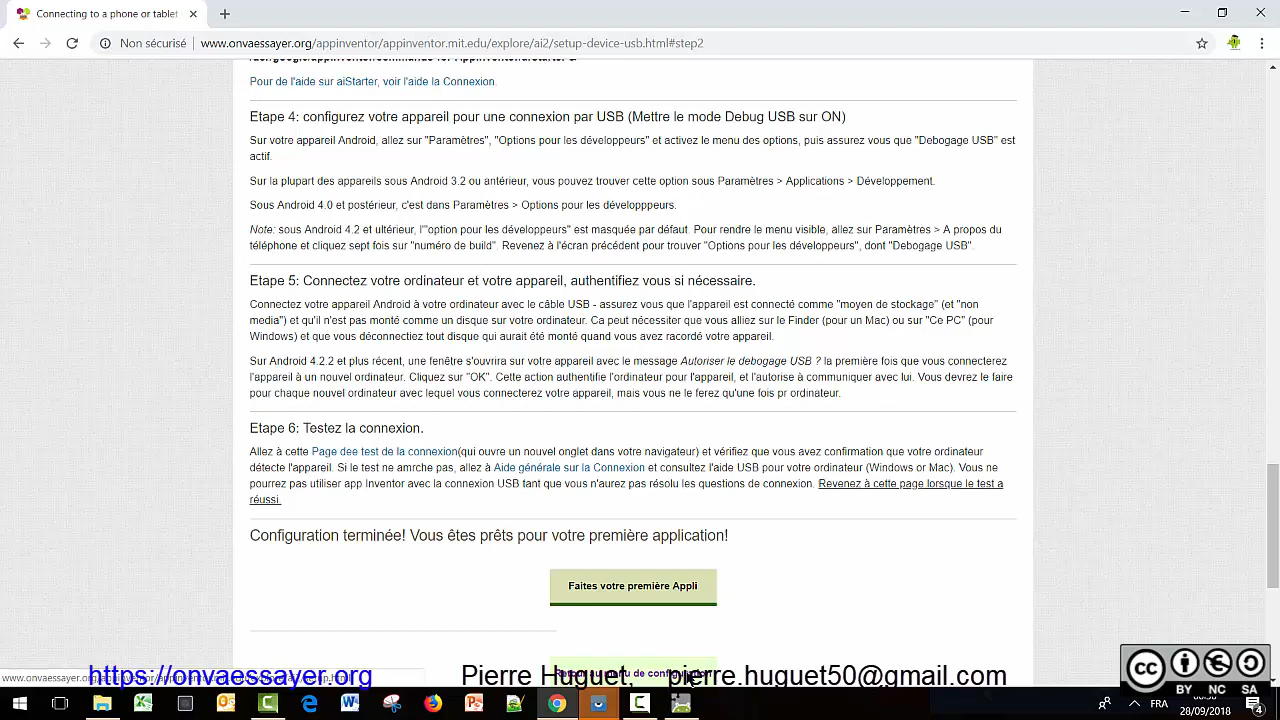 Connecting to a phone or tablet
Non sécurisé
www.onvaessayer.org/appinventor/appinventor.mit.edu/explore/ai2/setup-device-usb.html#step2
Pour de l'aide sur aiStarter, voir l'aide la Connexion.
Etape 4: configurez votre appareil pour une connexion par USB (Mettre le mode Debug USB sur ON)
Sur votre appareil Android, allez sur "Paramètres", "Options pour les développeurs" et activez le menu des options, puis assurez vous que "Debogage USB" est
actif.
Sur la plupart des appareils sous Android 3.2 ou antérieur, vous pouvez trouver cette option sous Paramètres > Applications > Développement.
Sous Android 4.0 et postérieur, c'est dans Paramètres > Options pour les développpeurs.
Note: sous Android 4.2 et ultérieur, l'"option pour les développeurs" est masquée par défaut. Pour rendre le menu visible, allez sur Paramètres > A propos du
téléphone et cliquez sept fois sur "numéro de build". Revenez à l'écran précédent pour trouver "Options pour les développeurs", dont "Debogage USB".
Etape 5: Connectez votre ordinateur et votre appareil, authentifiez vous si nécessaire.
Connectez votre appareil Android à votre ordinateur avec le câble USB - assurez vous que l'appareil est connecté comme "moyen de stockage" (et "non
media") et qu'il n'est pas monté comme un disque sur votre ordinateur. Ca peut nécessiter que vous alliez sur le Finder (pour un Mac) ou sur "Ce PC" (pour
Windows) et que vous déconnectiez tout disque qui aurait été monté quand vous avez racordé votre appareil.
Sur Android 4.2.2 et plus récent, une fenêtre s'ouvrira sur votre appareil avec le message Autoriser le debogage USB ? la première fois que vous connecterez
l'appareil à un nouvel ordinateur. Cliquez sur "OK". Cette action authentifie l'ordinateur pour l'appareil, et l'autorise à communiquer avec lui. Vous devrez le faire
pour chaque nouvel ordinateur avec lequel vous connecterez votre appareil, mais vous ne le ferez qu'une fois pr ordinateur.
Etape 6: Testez la connexion.
Allez à cette Page dee test de la connexion(qui ouvre un nouvel onglet dans votre navigateur) et vérifiez que vous avez confirmation que votre ordinateur
détecte l'appareil. Si le test ne amrche pas, allez à Aide générale sur la Connexion et consultez l'aide USB pour votre ordinateur (Windows or Mac). Vous ne
pourrez pas utiliser app Inventor avec la connexion USB tant que vous n'aurez pas résolu les questions de connexion. Revenez à cette page lorsque le test a
réussi.
Configuration terminée! Vous êtes prêts pour votre première application!
Faites votre première Appli
Retour au menu de configuration
https://onvaessayer.org
Pierre Huguet, pierre.huguet50@gmail.com
BY NC SA
FRA
28/09/2018
4